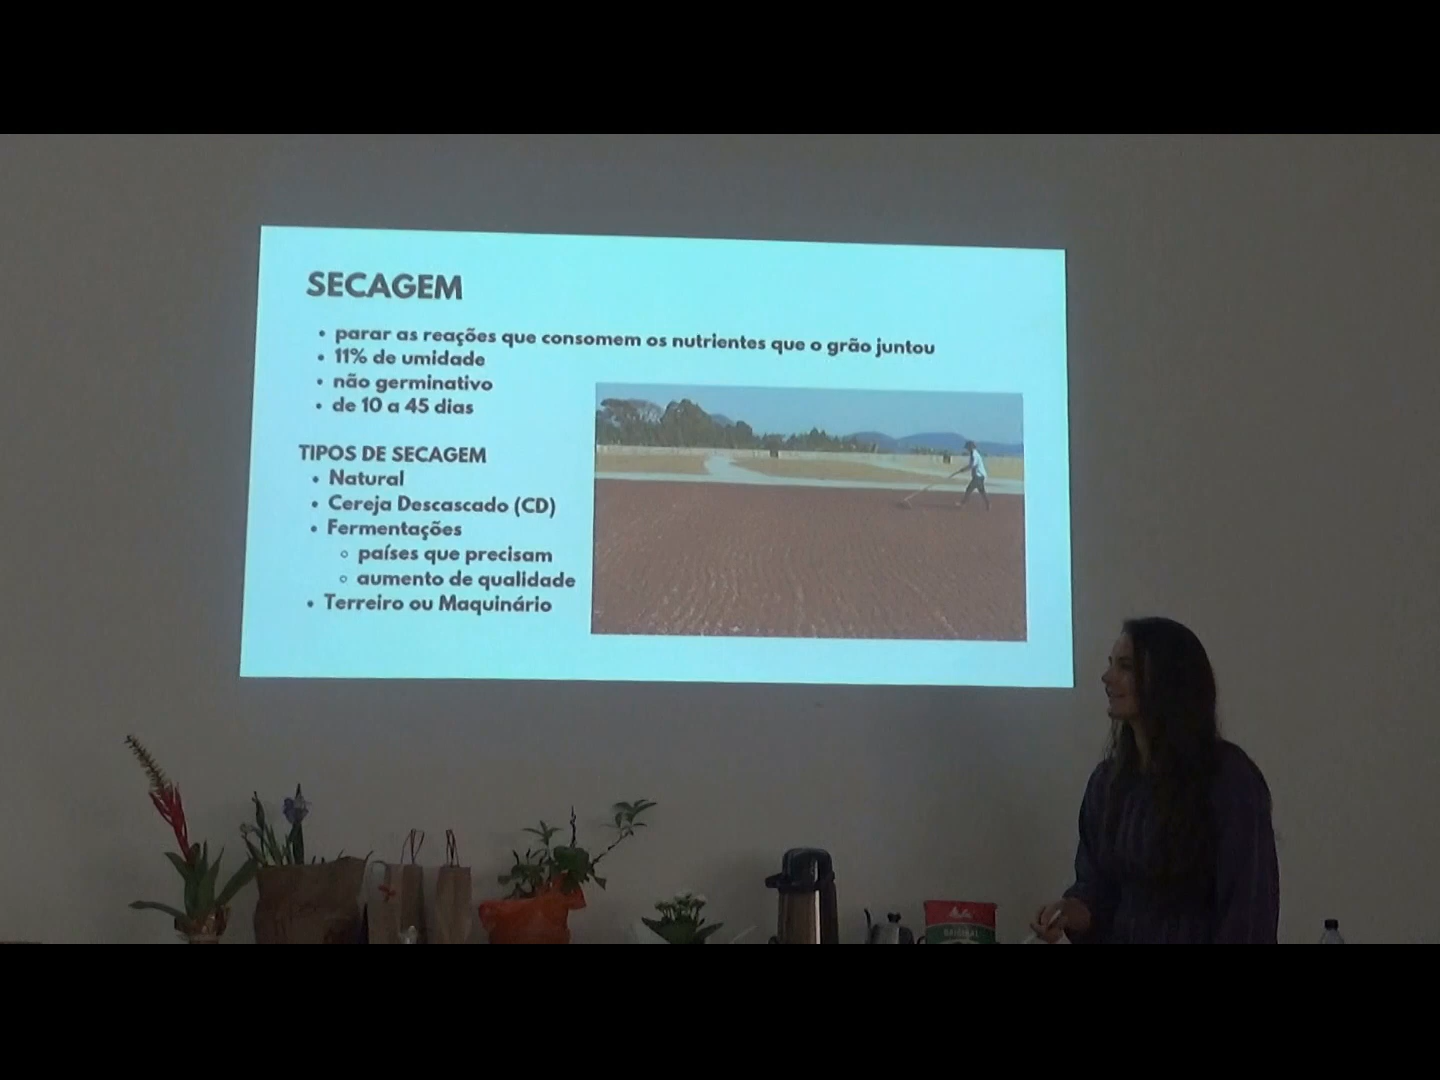 SECAGEM
parar as reações que consomem os nutrientes que o grão juntou
11% de umidade
não germinativo
de 10 a 45 dias
TIPOS DE SECAGEM
Natural
Cereja Descascado (CD)
Fermentações
países que precisam
aumento de qualidade
Terreiro ou Maquinário
ORIGINAL